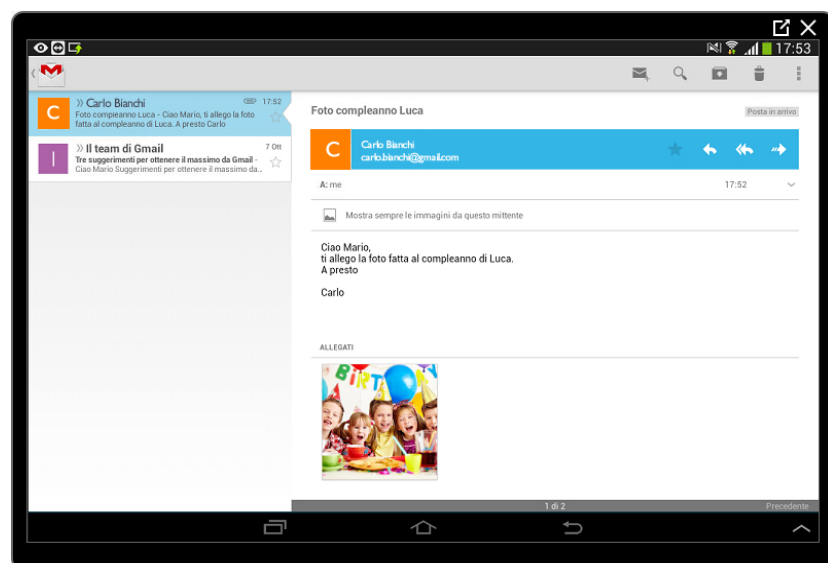 17:53
C
» Carlo Bianchi
17:52
Foto compleanno Luca - Ciao Mario, ti allego la foto
fatta al compleanno di Luca. A presto Carlo
I
» Il team di Gmail
7 Ott
Tre suggerimenti per ottenere il massimo da Gmail -
Ciao Mario Suggerimenti per ottenere il massimo da..
Foto compleanno Luca
Posta in arrivo
C
Carlo Bianchi
carlo.bianchi@gmail.com
A: me
17:52
Mostra sempre le immagini da questo mittente
Ciao Mario,
ti allego la foto fatta al compleanno di Luca.
A presto
Carlo
ALLEGATI
BIRT
1 di 2
Precedente